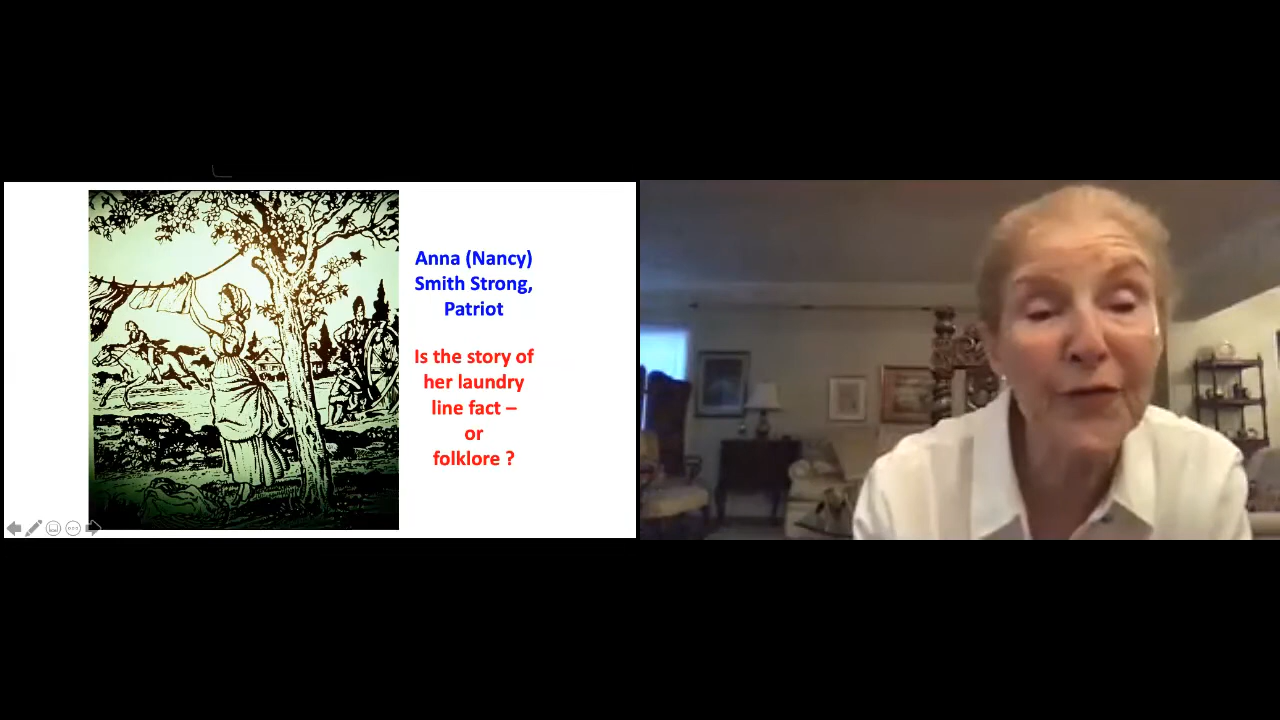 Anna (Nancy)
Smith Strong,
Patriot
Is the story of
her laundry
line fact –
or
folklore ?